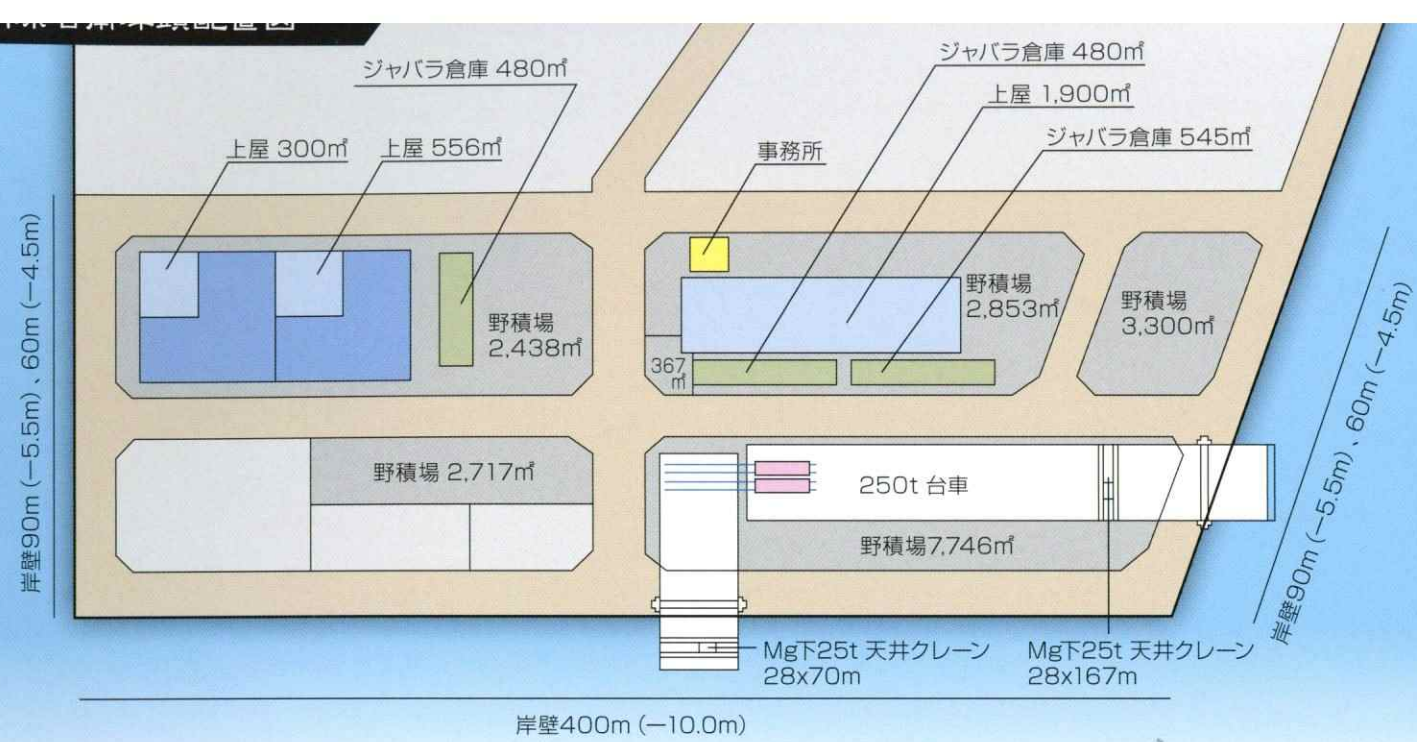 ジャバラ倉庫 480㎡
ジャバラ倉庫 480㎡
上屋 1,900㎡
上屋 300㎡
上屋 556㎡
事務所
ジャバラ倉庫 545㎡
野積場
2,438㎡
野積場
2,853㎡
野積場
3,300㎡
367
㎡
野積場 2,717㎡
250t 台車
野積場7,746㎡
Mg下25t 天井クレーン
28x70m
Mg下25t 天井クレーン
28x167m
岸壁90m (−5.5m)、60m (−4.5m)
岸壁90m (−5.5m)、60m (−4.5m)
岸壁400m (−10.0m)